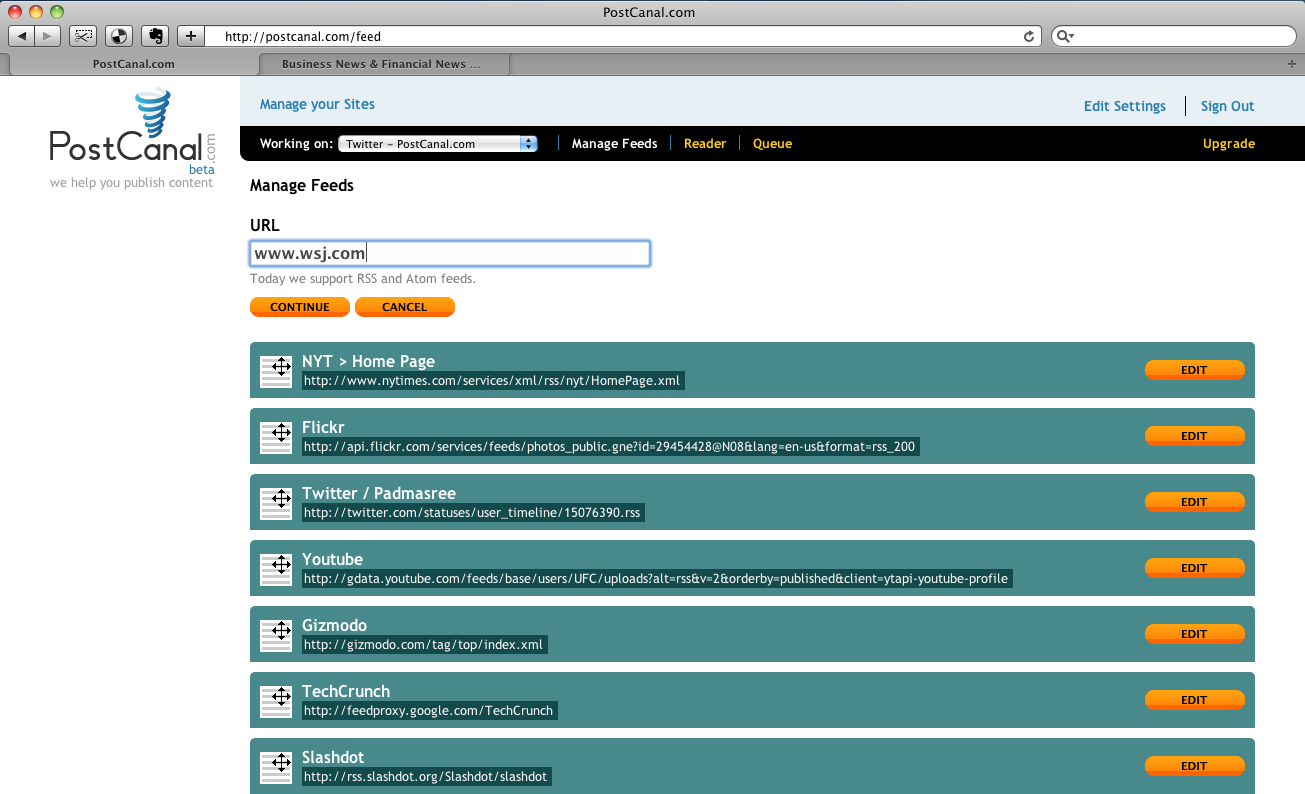 PostCanal.com
http://postcanal.com/feed
PostCanal.com
Business News & Financial News ...
PostCanal.com
beta
we help you publish content
Manage your Sites
Edit Settings
Sign Out
Working on:
Twitter – PostCanal.com
Manage Feeds
Reader
Queue
Upgrade
Manage Feeds
URL
www.wsj.com
Today we support RSS and Atom feeds.
CONTINUE
CANCEL
NYT > Home Page
http://www.nytimes.com/services/xml/rss/nyt/HomePage.xml
EDIT
Flickr
http://api.flickr.com/services/feeds/photos_public.gne?id=29454428@N08&lang=en-us&format=rss_200
EDIT
Twitter / Padmasree
http://twitter.com/statuses/user_timeline/15076390.rss
EDIT
Youtube
http://gdata.youtube.com/feeds/base/users/UFC/uploads?alt=rss&v=2&orderby=published&client=ytapi-youtube-profile
EDIT
Gizmodo
http://gizmodo.com/tag/top/index.xml
EDIT
TechCrunch
http://feedproxy.google.com/TechCrunch
EDIT
Slashdot
http://rss.slashdot.org/Slashdot/slashdot
EDIT